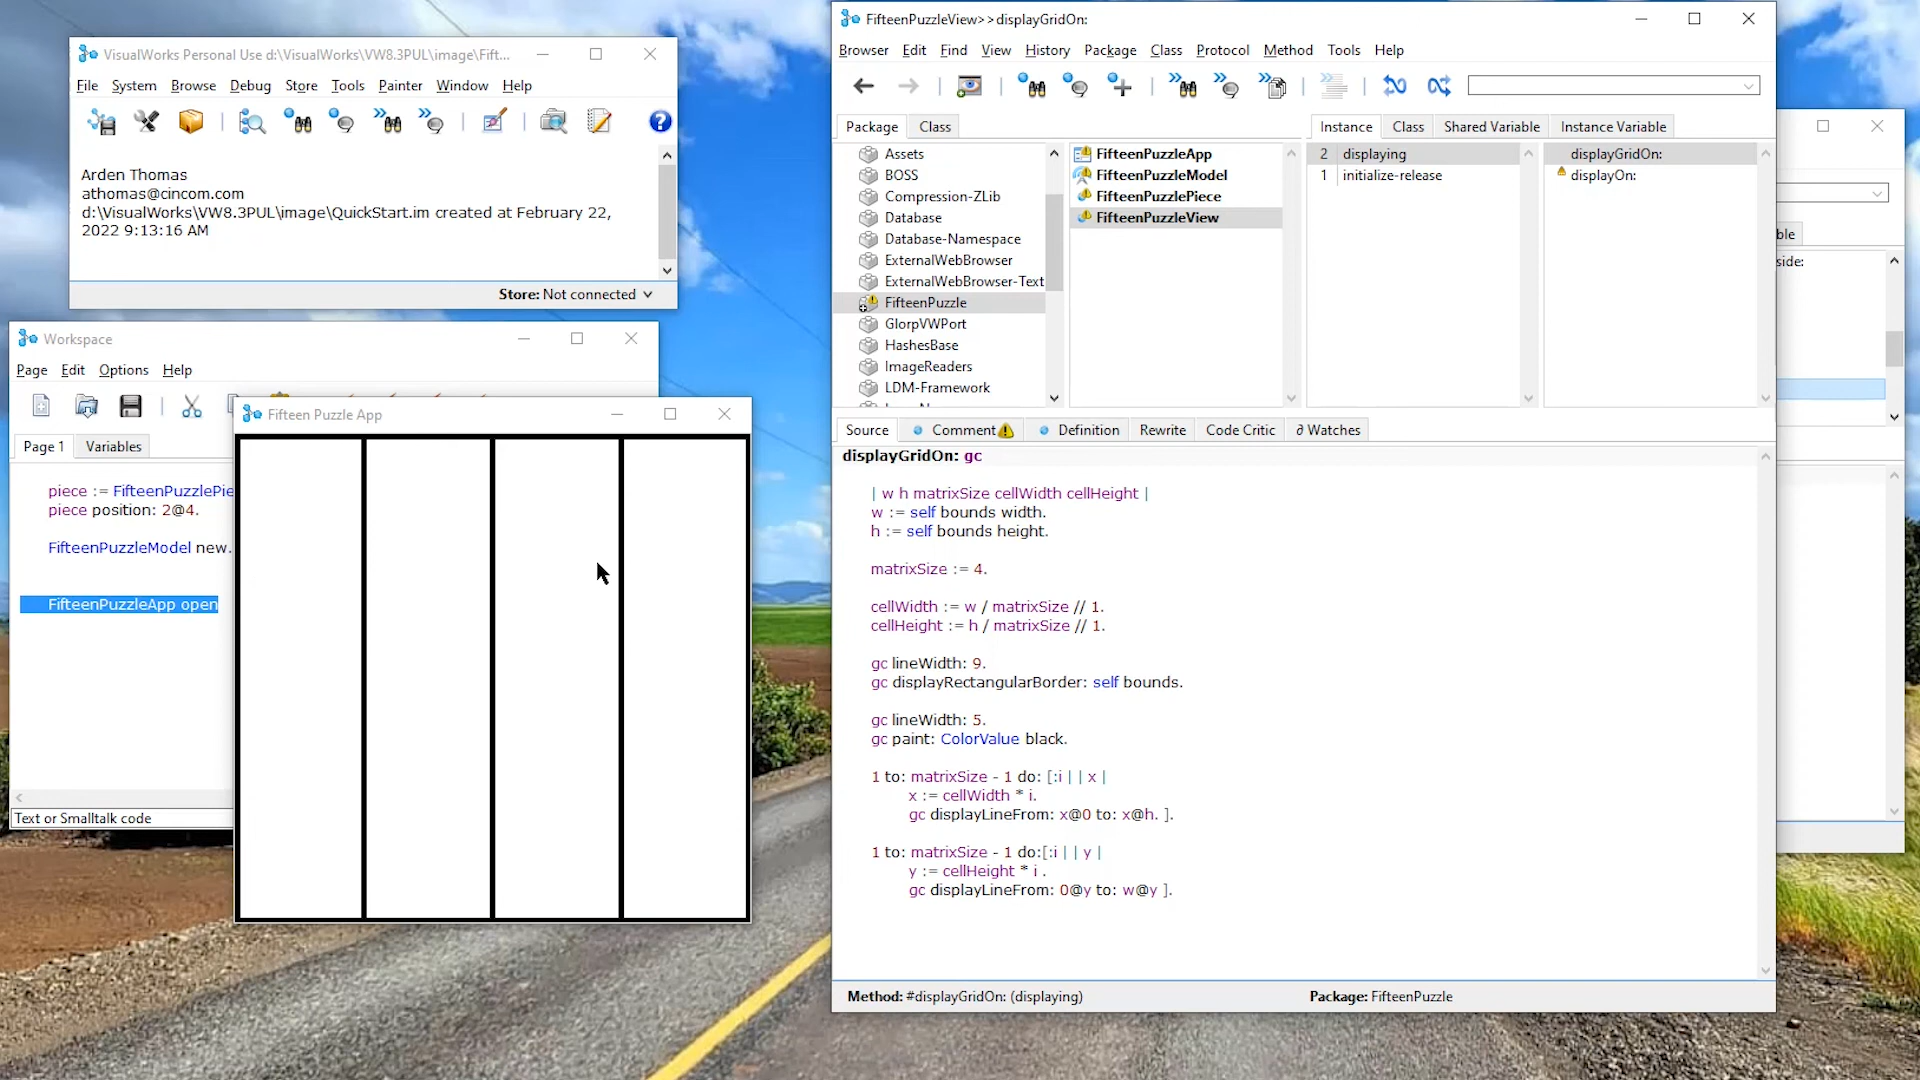 VisualWorks Personal Use d:\VisualWorks\VW8.3PUL\image\Fift...
File System Browse Debug Store Tools Painter Window Help
Arden Thomas
athomas@cincom.com
d:\VisualWorks\VW8.3PUL\image\QuickStart.im created at February 22,
2022 9:13:16 AM
Store: Not connected
Workspace
Page Edit Options Help
Page 1 Variables
piece := FifteenPuzzlePie
piece position: 2@4.
FifteenPuzzleModel new.
FifteenPuzzleApp open
Text or Smalltalk code
Fifteen Puzzle App
FifteenPuzzleView>>displayGridOn:
Browser Edit Find View History Package Class Protocol Method Tools Help
Package Class
Instance Class Shared Variable Instance Variable
Assets
BOSS
Compression-ZLib
Database
Database-Namespace
ExternalWebBrowser
ExternalWebBrowser-Text
FifteenPuzzle
GlorpVWPort
HashesBase
ImageReaders
LDM-Framework
FifteenPuzzleApp
FifteenPuzzleModel
FifteenPuzzlePiece
FifteenPuzzleView
2 displaying
1 initialize-release
displayGridOn:
displayOn:
Source Comment Definition Rewrite Code Critic ∂ Watches
displayGridOn: gc
| w h matrixSize cellWidth cellHeight |
w := self bounds width.
h := self bounds height.
matrixSize := 4.
cellWidth := w / matrixSize // 1.
cellHeight := h / matrixSize // 1.
gc lineWidth: 9.
gc displayRectangularBorder: self bounds.
gc lineWidth: 5.
gc paint: ColorValue black.
1 to: matrixSize - 1 do: [:i | | x |
x := cellWidth * i.
gc displayLineFrom: x@0 to: x@h. ].
1 to: matrixSize - 1 do:[:i | | y |
y := cellHeight * i .
gc displayLineFrom: 0@y to: w@y ].
Method: #displayGridOn: (displaying)
Package: FifteenPuzzle
ble
side: